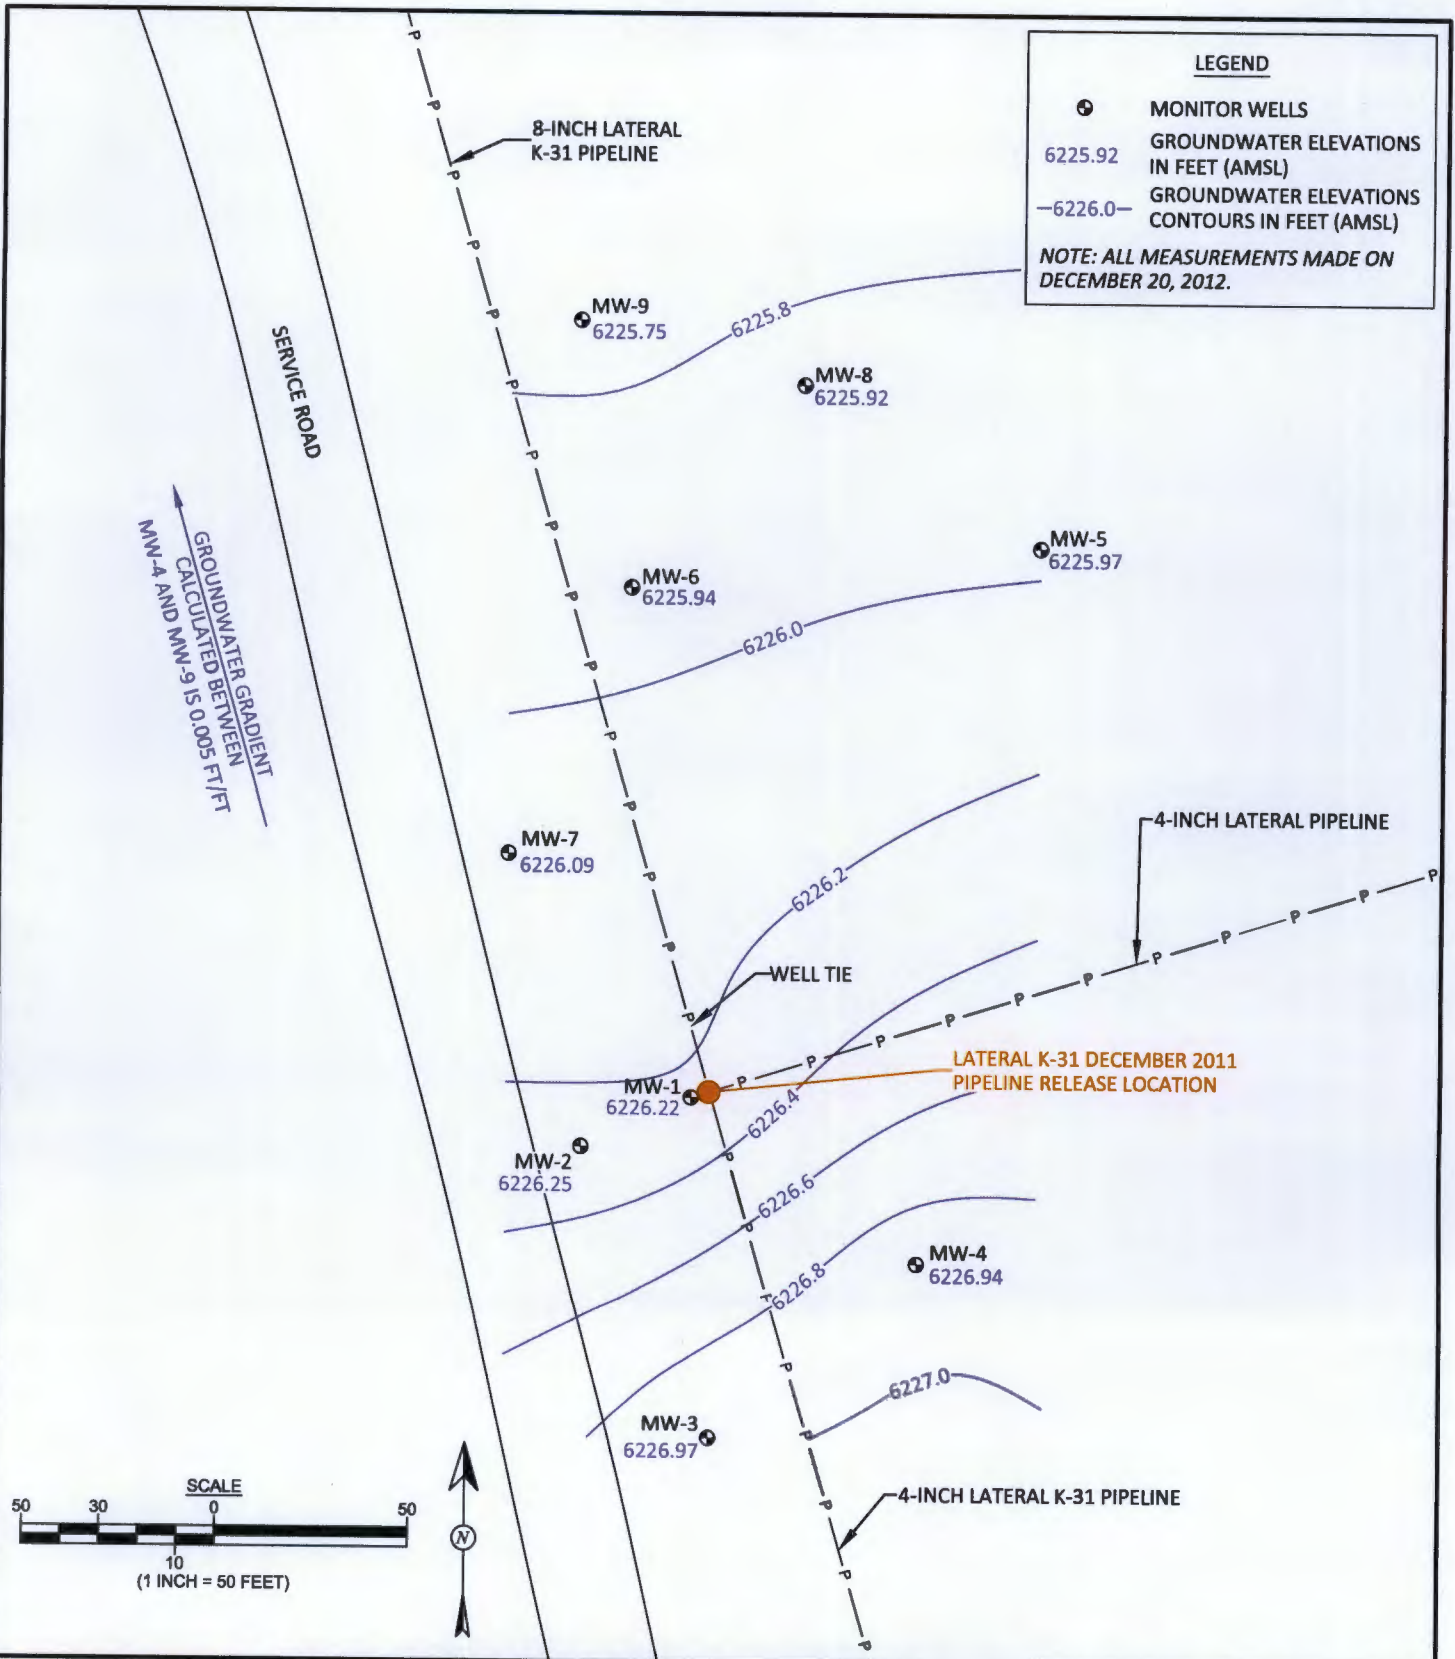 LEGEND
MONITOR WELLS
6225.92 GROUNDWATER ELEVATIONS
IN FEET (AMSL)
6226.0 GROUNDWATER ELEVATIONS
CONTOURS IN FEET (AMSL)
NOTE: ALL MEASUREMENTS MADE ON
DECEMBER 20, 2012.
8-INCH LATERAL
K-31 PIPELINE
MW-9
6225.75
6225.8
MW-8
6225.92
SERVICE ROAD
MW-5
6225.97
MW-6
6225.94
6226.0
GROUNDWATER GRADIENT
CALCULATED BETWEEN
MW-4 AND MW-9 IS 0.005 FT/FT
MW-7
6226.09
4-INCH LATERAL PIPELINE
6226.2
WELL TIE
LATERAL K-31 DECEMBER 2011
PIPELINE RELEASE LOCATION
MW-1
6226.22
6226.4
MW-2
6226.25
6226.6
MW-4
6226.94
6226.8
6227.0
MW-3
6226.97
4-INCH LATERAL K-31 PIPELINE
SCALE
50 30 0 50
10
(1 INCH = 50 FEET)
N
P P P P P P P P P P P P P P P
P P P P P P P P P P P
P P P P P P P P